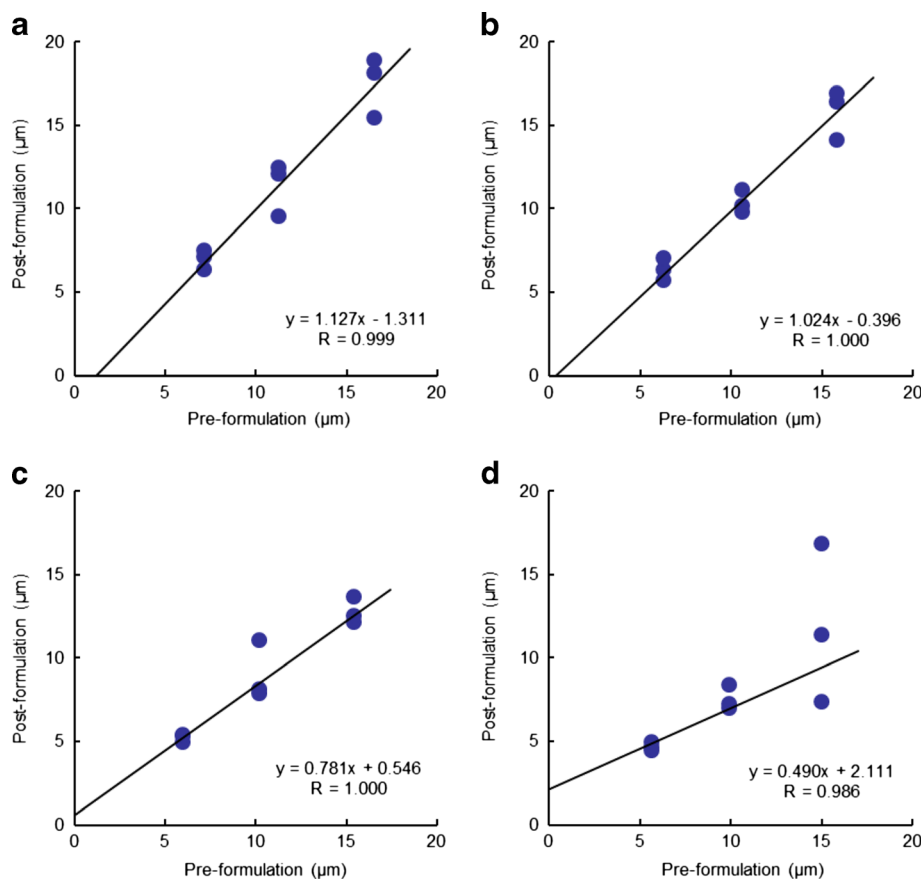 a
20
15
10
5
0
Post-formulation (µm)
y = 1.127x - 1.311
R = 0.999
0 5 10 15 20
Pre-formulation (µm)
b
20
15
10
5
0
Post-formulation (µm)
y = 1.024x - 0.396
R = 1.000
0 5 10 15 20
Pre-formulation (µm)
c
20
15
10
5
0
Post-formulation (µm)
y = 0.781x + 0.546
R = 1.000
0 5 10 15 20
Pre-formulation (µm)
d
20
15
10
5
0
Post-formulation (µm)
y = 0.490x + 2.111
R = 0.986
0 5 10 15 20
Pre-formulation (µm)